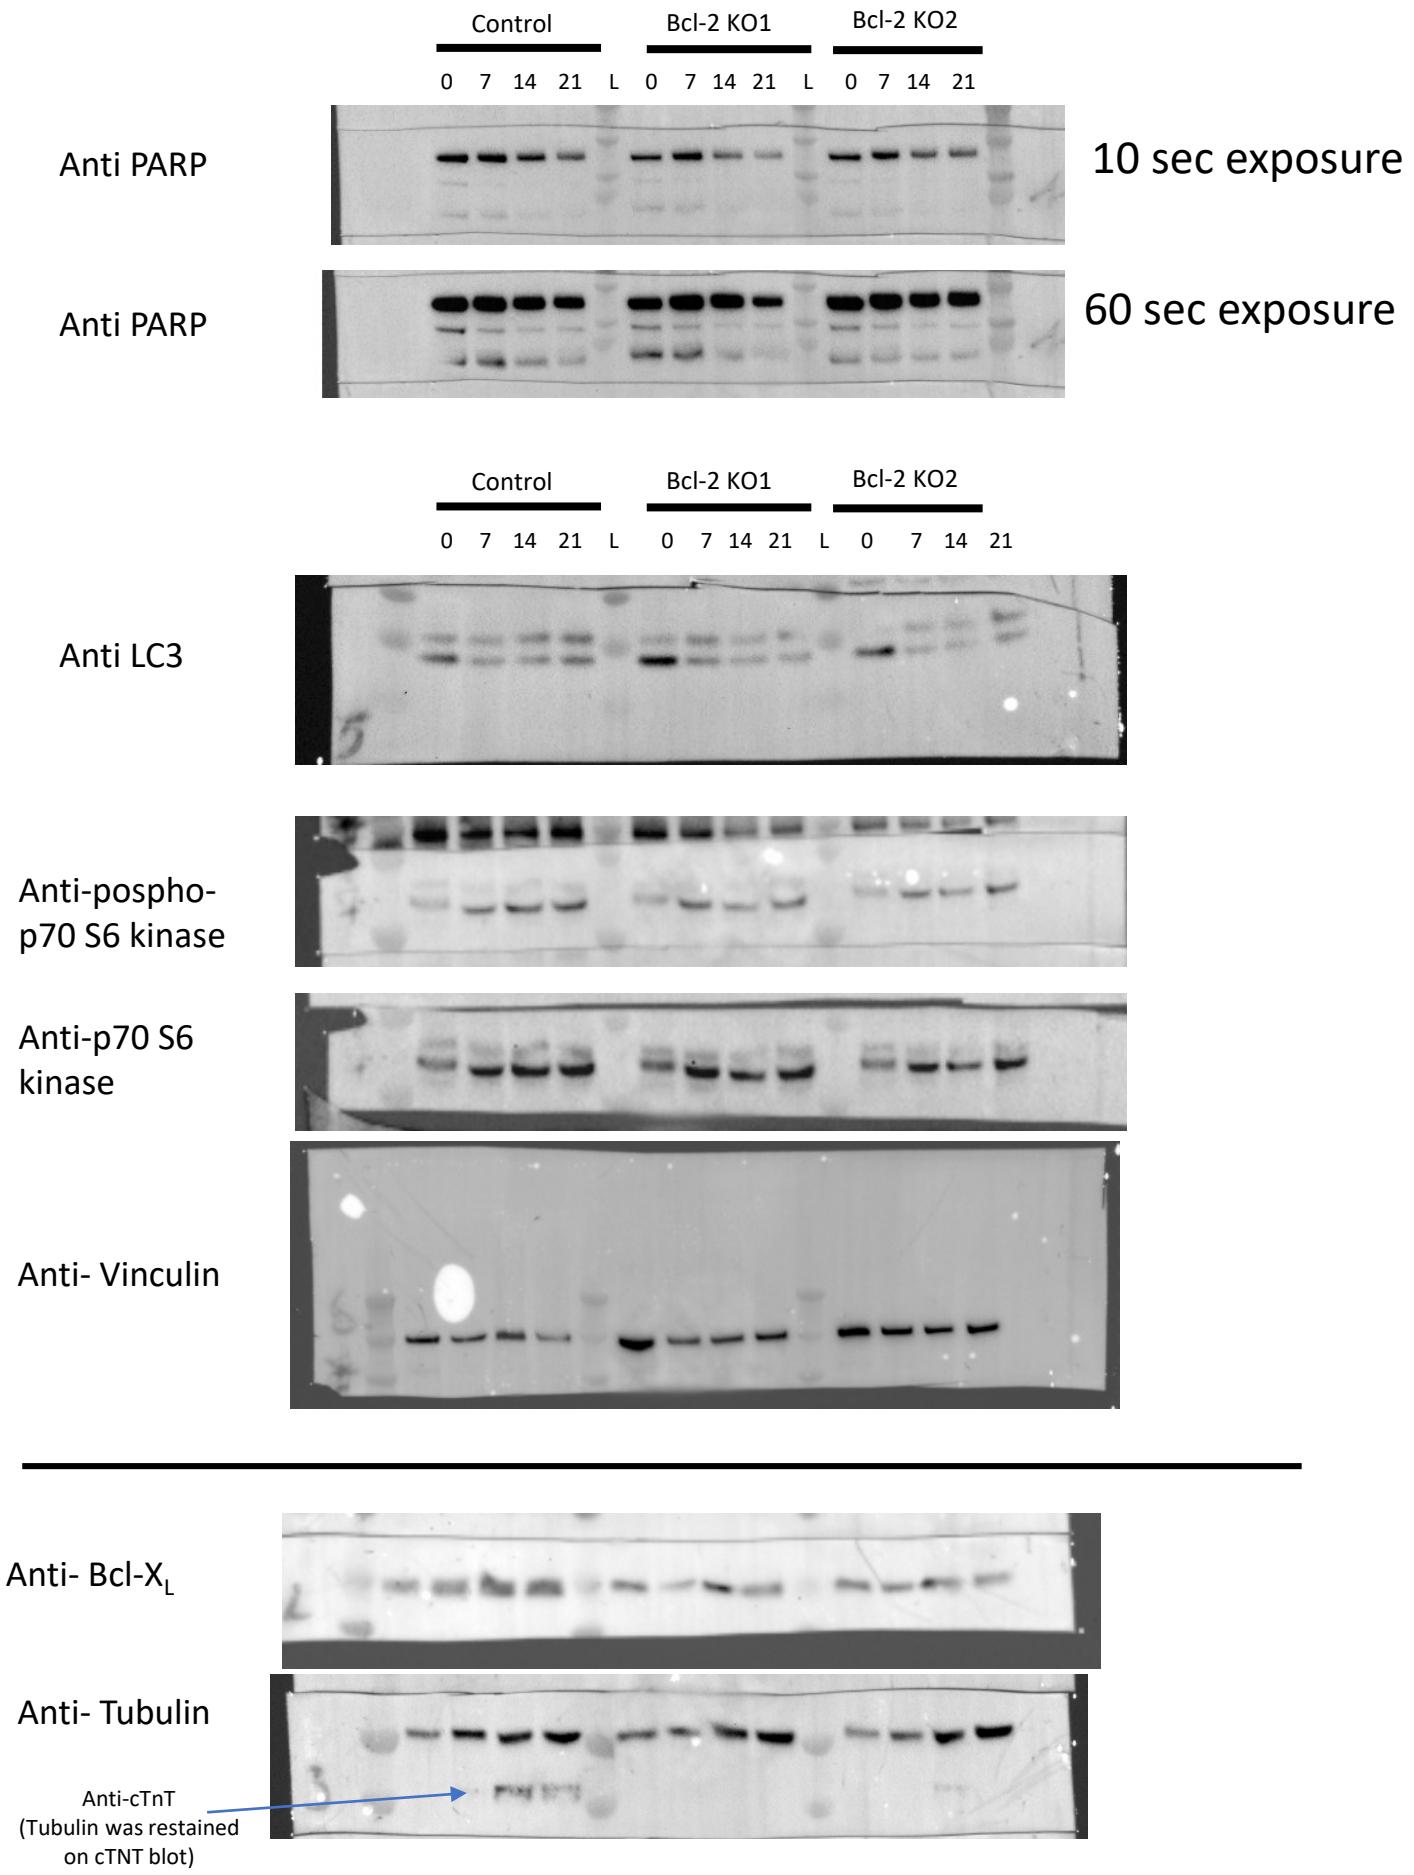 Control Bcl-2 KO1 Bcl-2 KO2
0 7 14 21 L 0 7 14 21 L 0 7 14 21
Anti PARP
10 sec exposure
Anti PARP
60 sec exposure
Control Bcl-2 KO1 Bcl-2 KO2
0 7 14 21 L 0 7 14 21 L 0 7 14 21
Anti LC3
5
Anti-pospho-
p70 S6 kinase
Anti-p70 S6
kinase
Anti- Vinculin
6
Anti- Bcl-XL
Anti- Tubulin
3
Anti-cTnT
(Tubulin was restained
on cTNT blot)